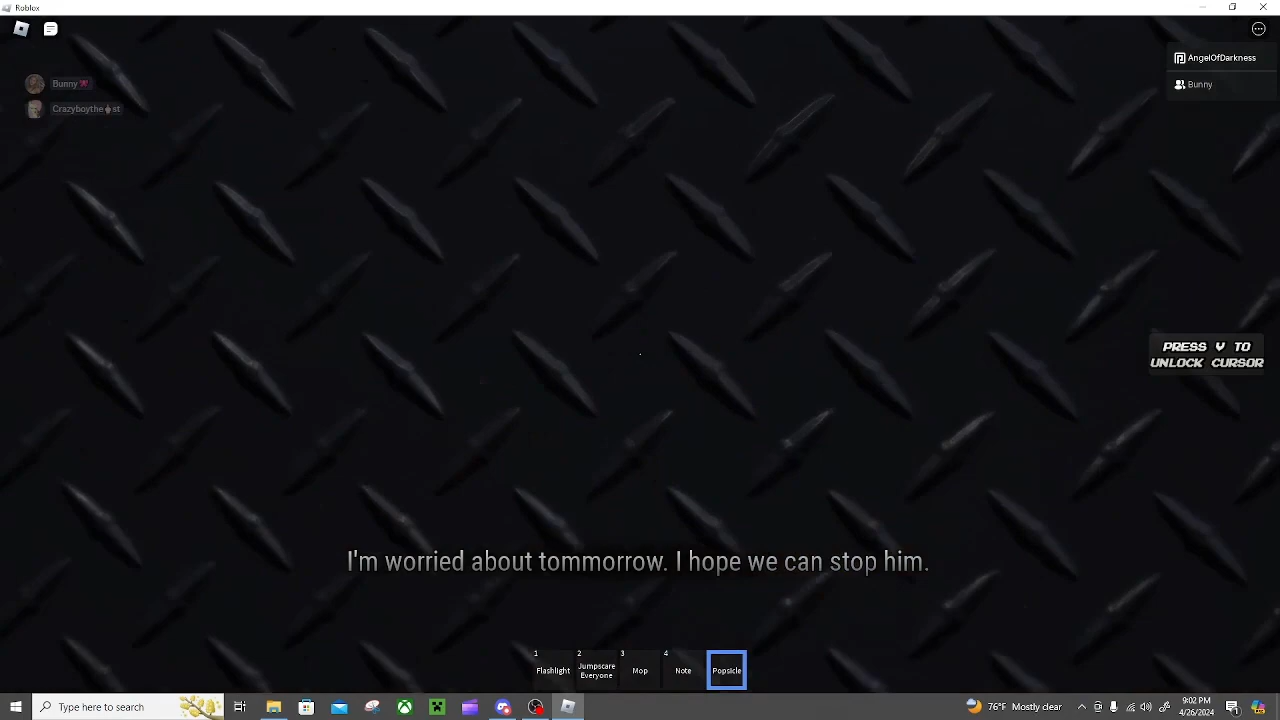 Roblox
AngelOfDarkness
Bunny
Bunny
Crazyboythe st
PRESS V TO
UNLOCK CURSOR
I'm worried about tommorrow. I hope we can stop him.
1 Flashlight
2 Jumpscare Everyone
3 Mop
4 Note
Popsicle
Type here to search
76°F Mostly clear
9:02 PM
4/26/2024